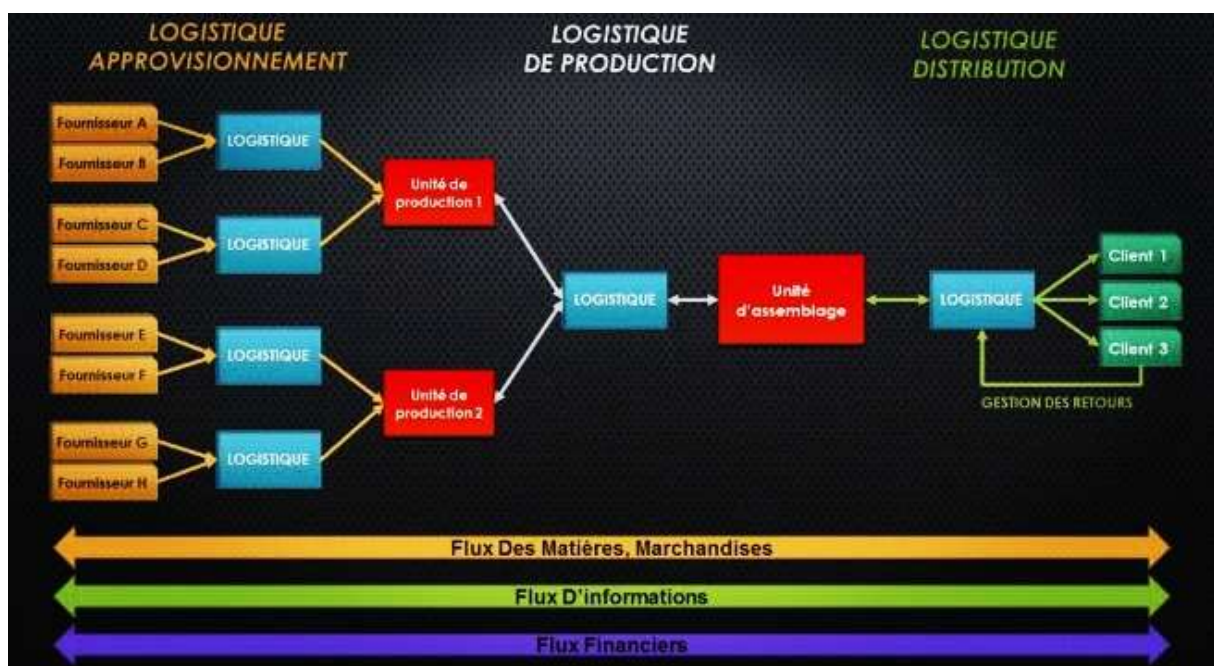 LOGISTIQUE
APPROVISIONNEMENT
LOGISTIQUE
DE PRODUCTION
LOGISTIQUE
DISTRIBUTION
Fournisseur A
Fournisseur B
LOGISTIQUE
Fournisseur C
Fournisseur D
LOGISTIQUE
Unité de
production 1
Fournisseur E
Fournisseur F
LOGISTIQUE
Fournisseur G
Fournisseur H
LOGISTIQUE
Unité de
production 2
LOGISTIQUE
Unité
d'assemblage
LOGISTIQUE
Client 1
Client 2
Client 3
GESTION DES RETOURS
Flux Des Matières, Marchandises
Flux D'informations
Flux Financiers